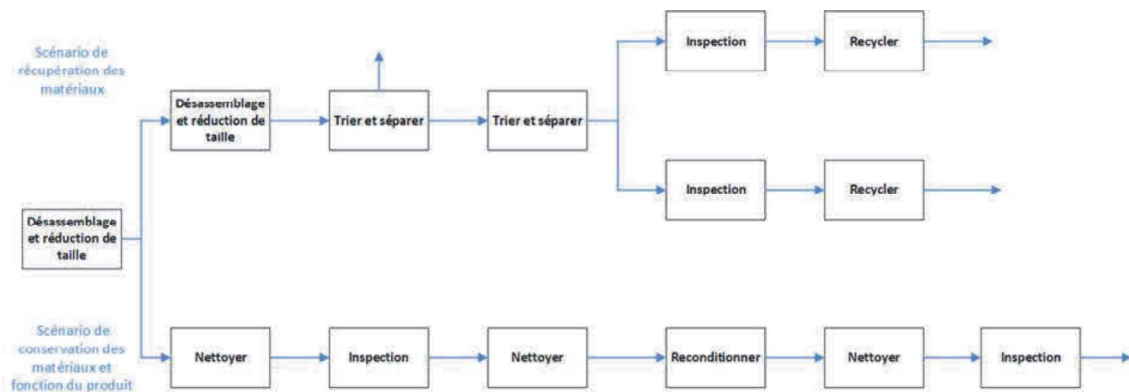 Scénario de
récupération des
matériaux
Inspection
Recycler
Désassemblage
et réduction de
taille
Trier et séparer
Trier et séparer
Inspection
Recycler
Désassemblage
et réduction de
taille
Scénario de
conservation des
matériaux et
fonction du produit
Nettoyer
Inspection
Nettoyer
Reconditionner
Nettoyer
Inspection